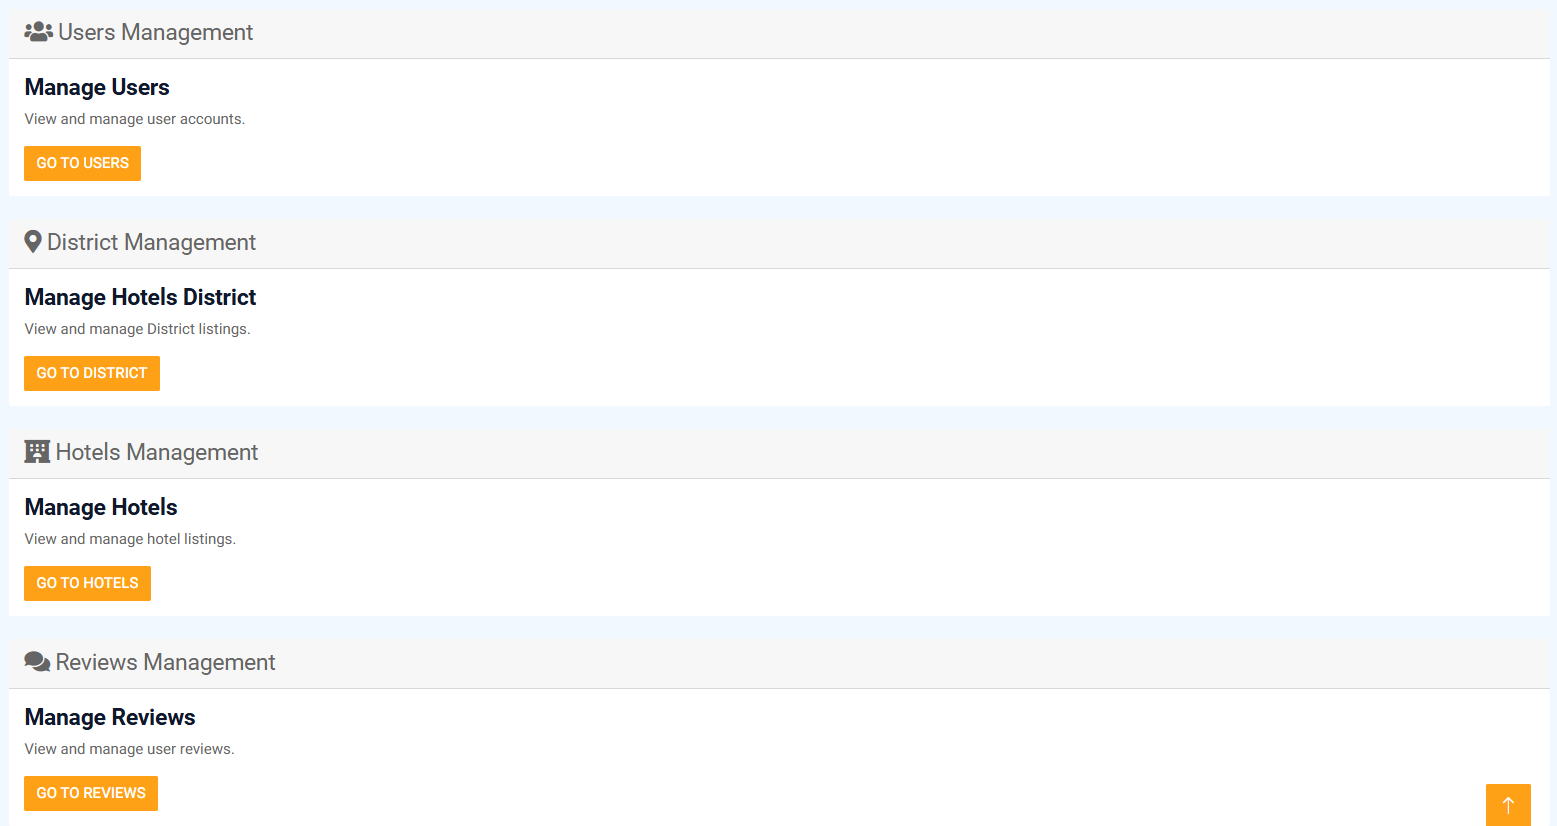 Users Management
Manage Users
View and manage user accounts.
GO TO USERS
District Management
Manage Hotels District
View and manage District listings.
GO TO DISTRICT
Hotels Management
Manage Hotels
View and manage hotel listings.
GO TO HOTELS
Reviews Management
Manage Reviews
View and manage user reviews.
GO TO REVIEWS